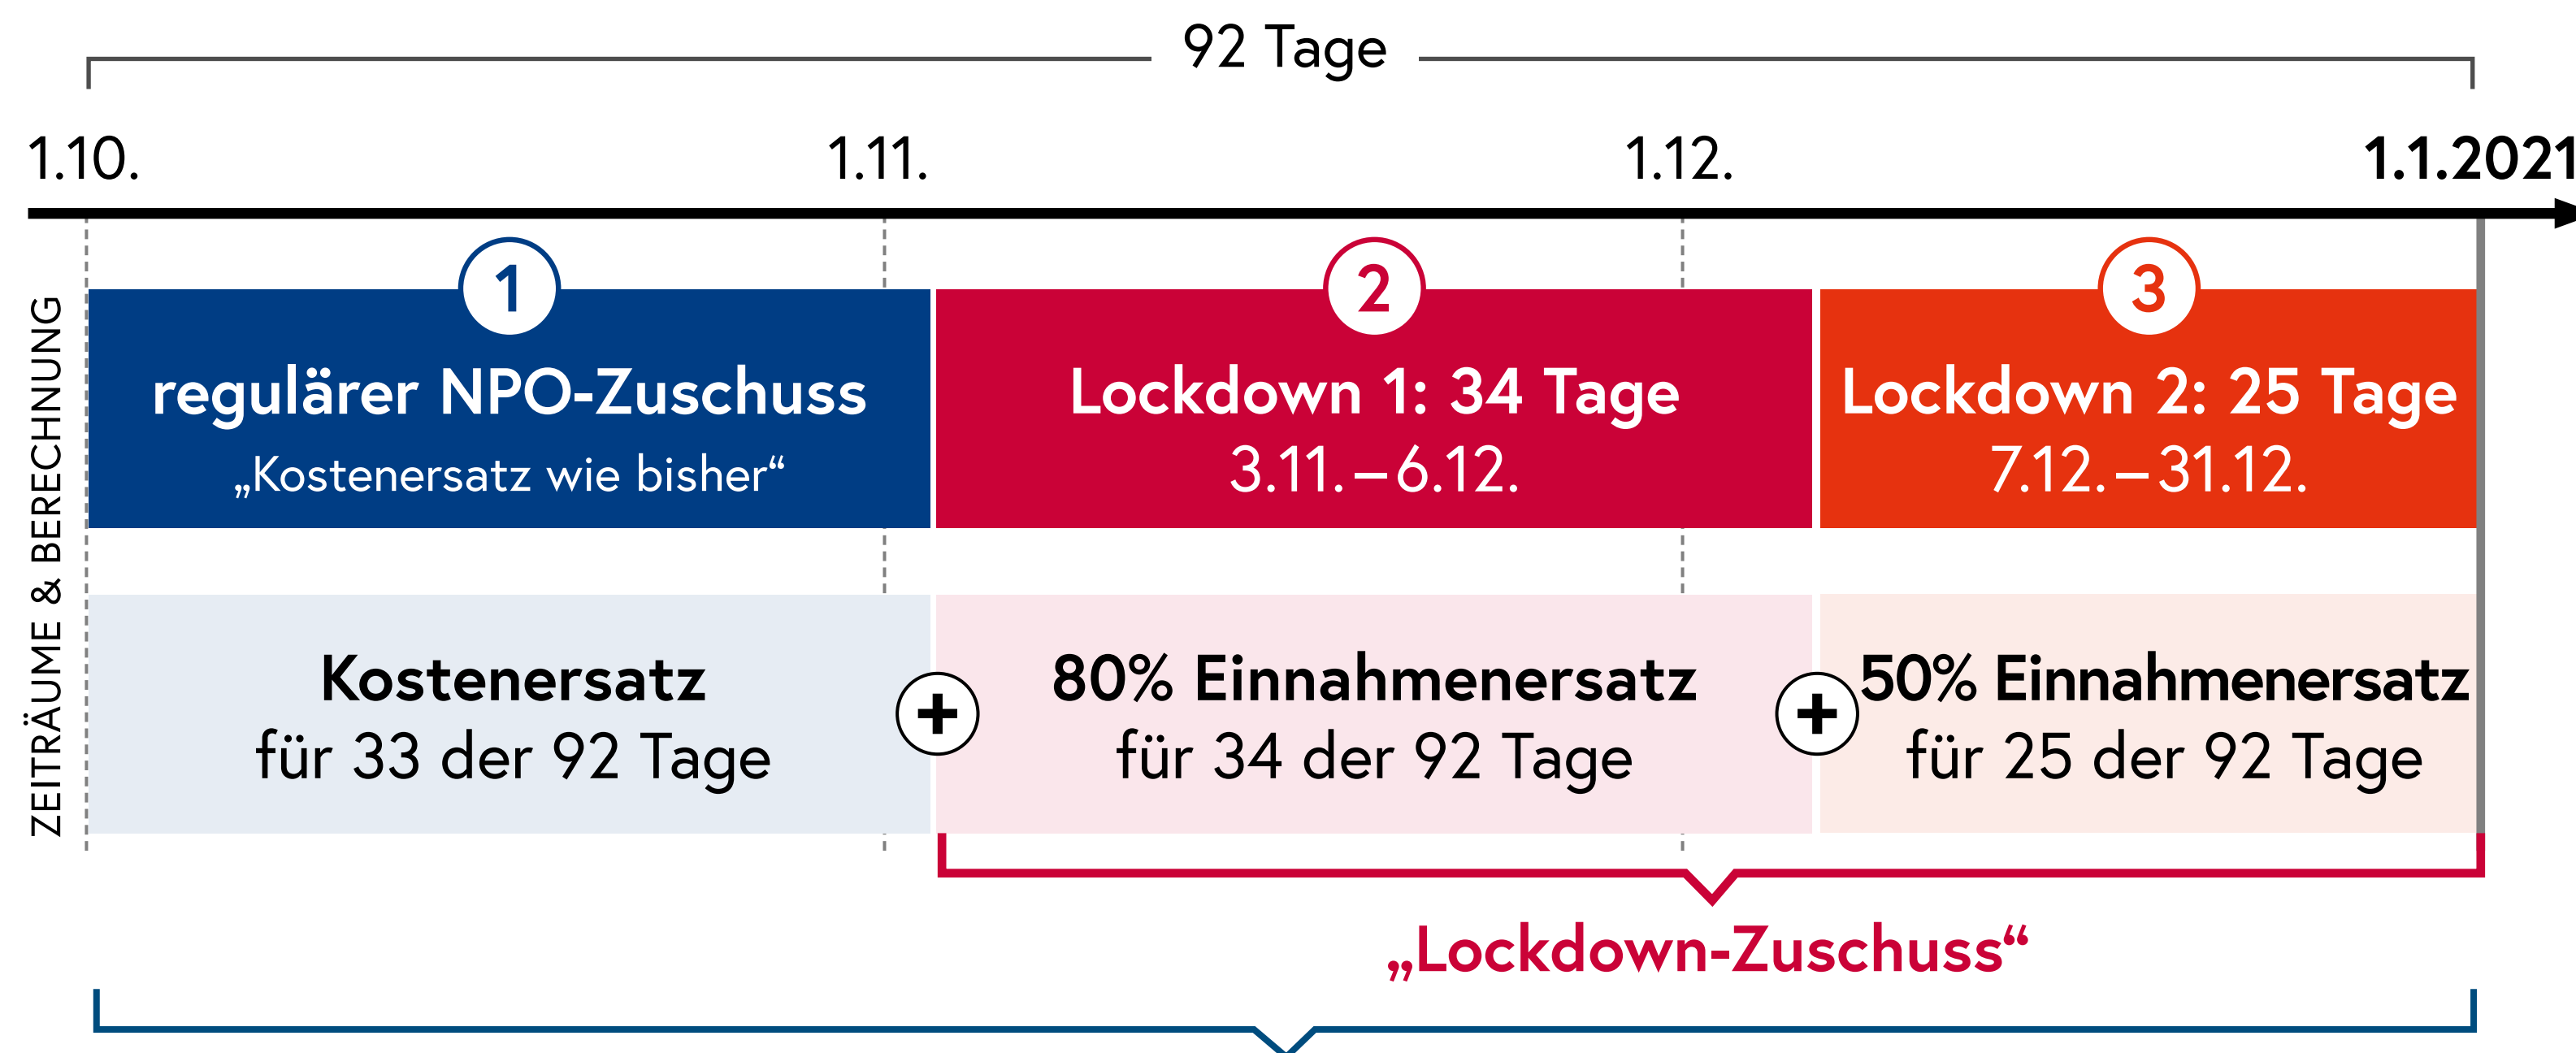 92 Tage
1.10.
1.11.
1.12.
1.1.2021
ZEITRÄUME & BERECHNUNG
1
regulärer NPO-Zuschuss
„Kostenersatz wie bisher“
2
Lockdown 1: 34 Tage
3.11. – 6.12.
3
Lockdown 2: 25 Tage
7.12. – 31.12.
Kostenersatz
für 33 der 92 Tage
+
80% Einnahmenersatz
für 34 der 92 Tage
+
50% Einnahmenersatz
für 25 der 92 Tage
„Lockdown-Zuschuss“